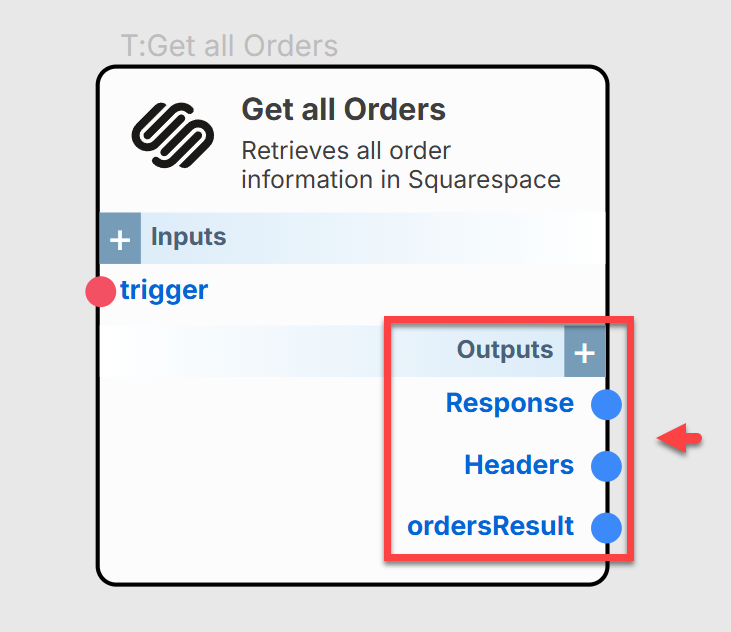 T:Get all Orders
Get all Orders
Retrieves all order
information in Squarespace
+ Inputs
trigger
Outputs +
Response
Headers
ordersResult